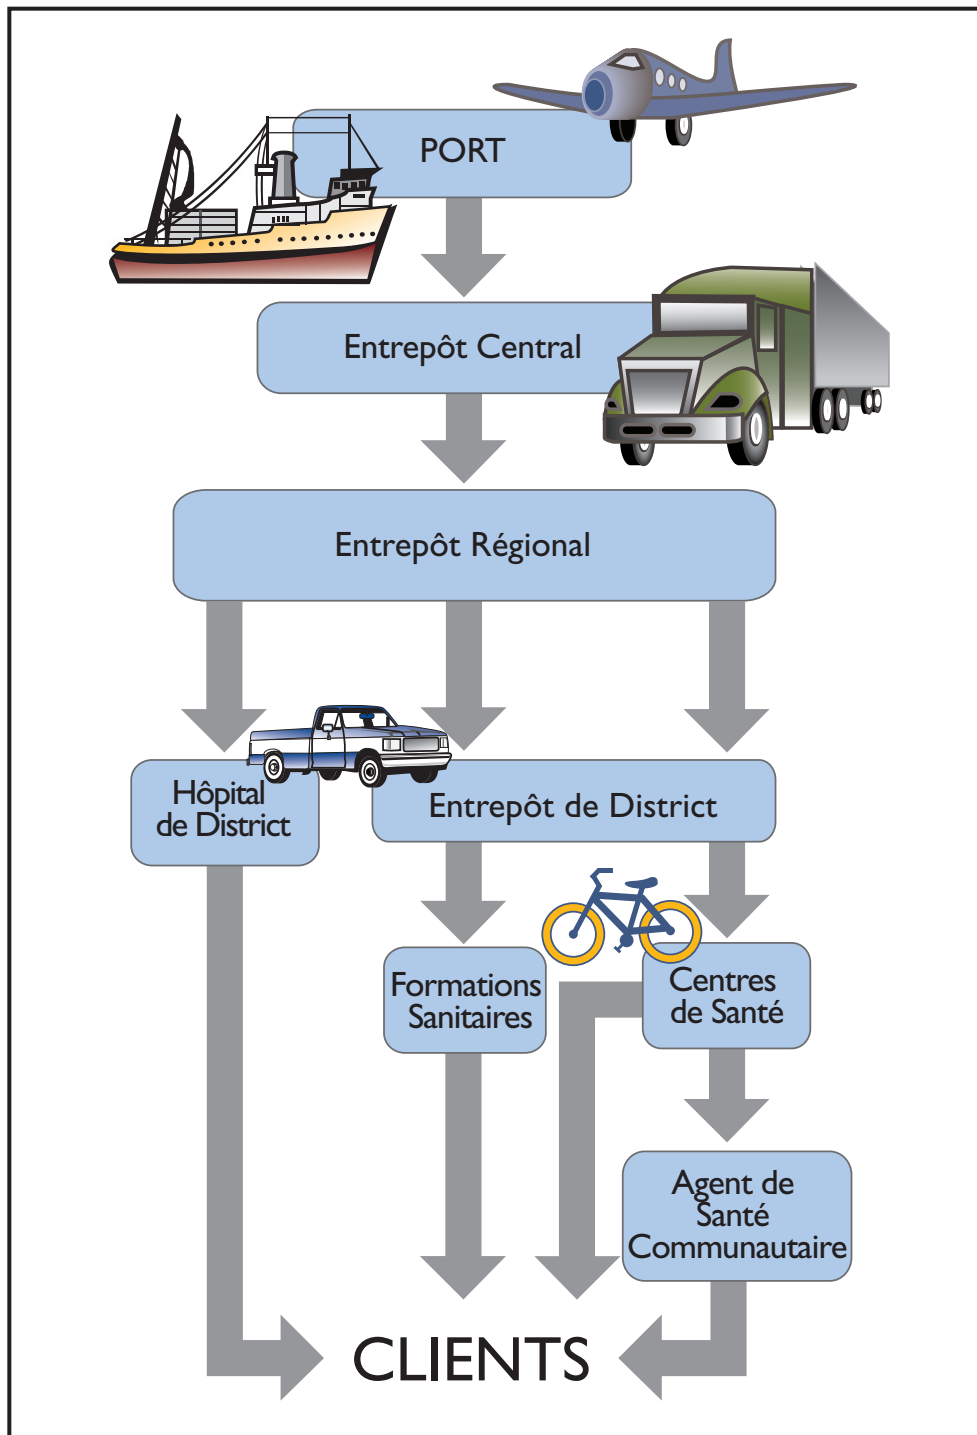 PORT
Entrepôt Central
Entrepôt Régional
Hôpital
de District
Entrepôt de District
Formations
Sanitaires
Centres
de Santé
Agent de
Santé
Communautaire
CLIENTS